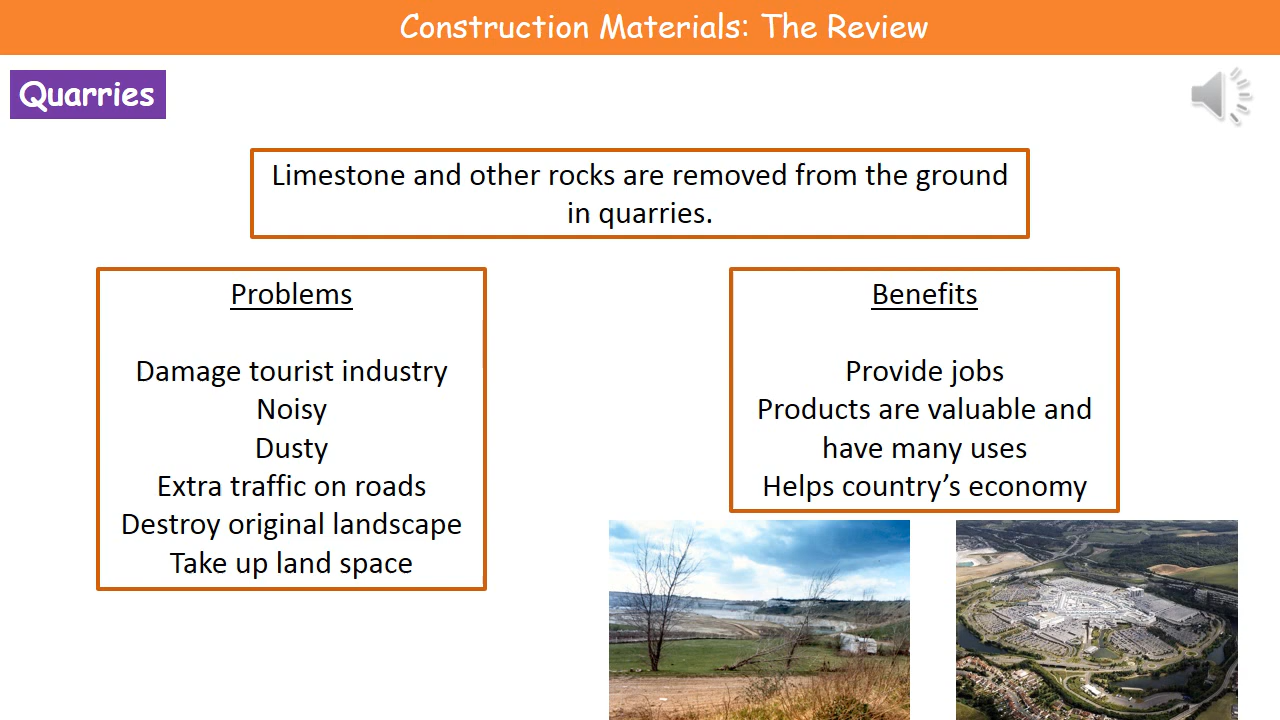 Construction Materials: The Review
Quarries
Limestone and other rocks are removed from the ground
in quarries.
Problems
Damage tourist industry
Noisy
Dusty
Extra traffic on roads
Destroy original landscape
Take up land space
Benefits
Provide jobs
Products are valuable and
have many uses
Helps country’s economy